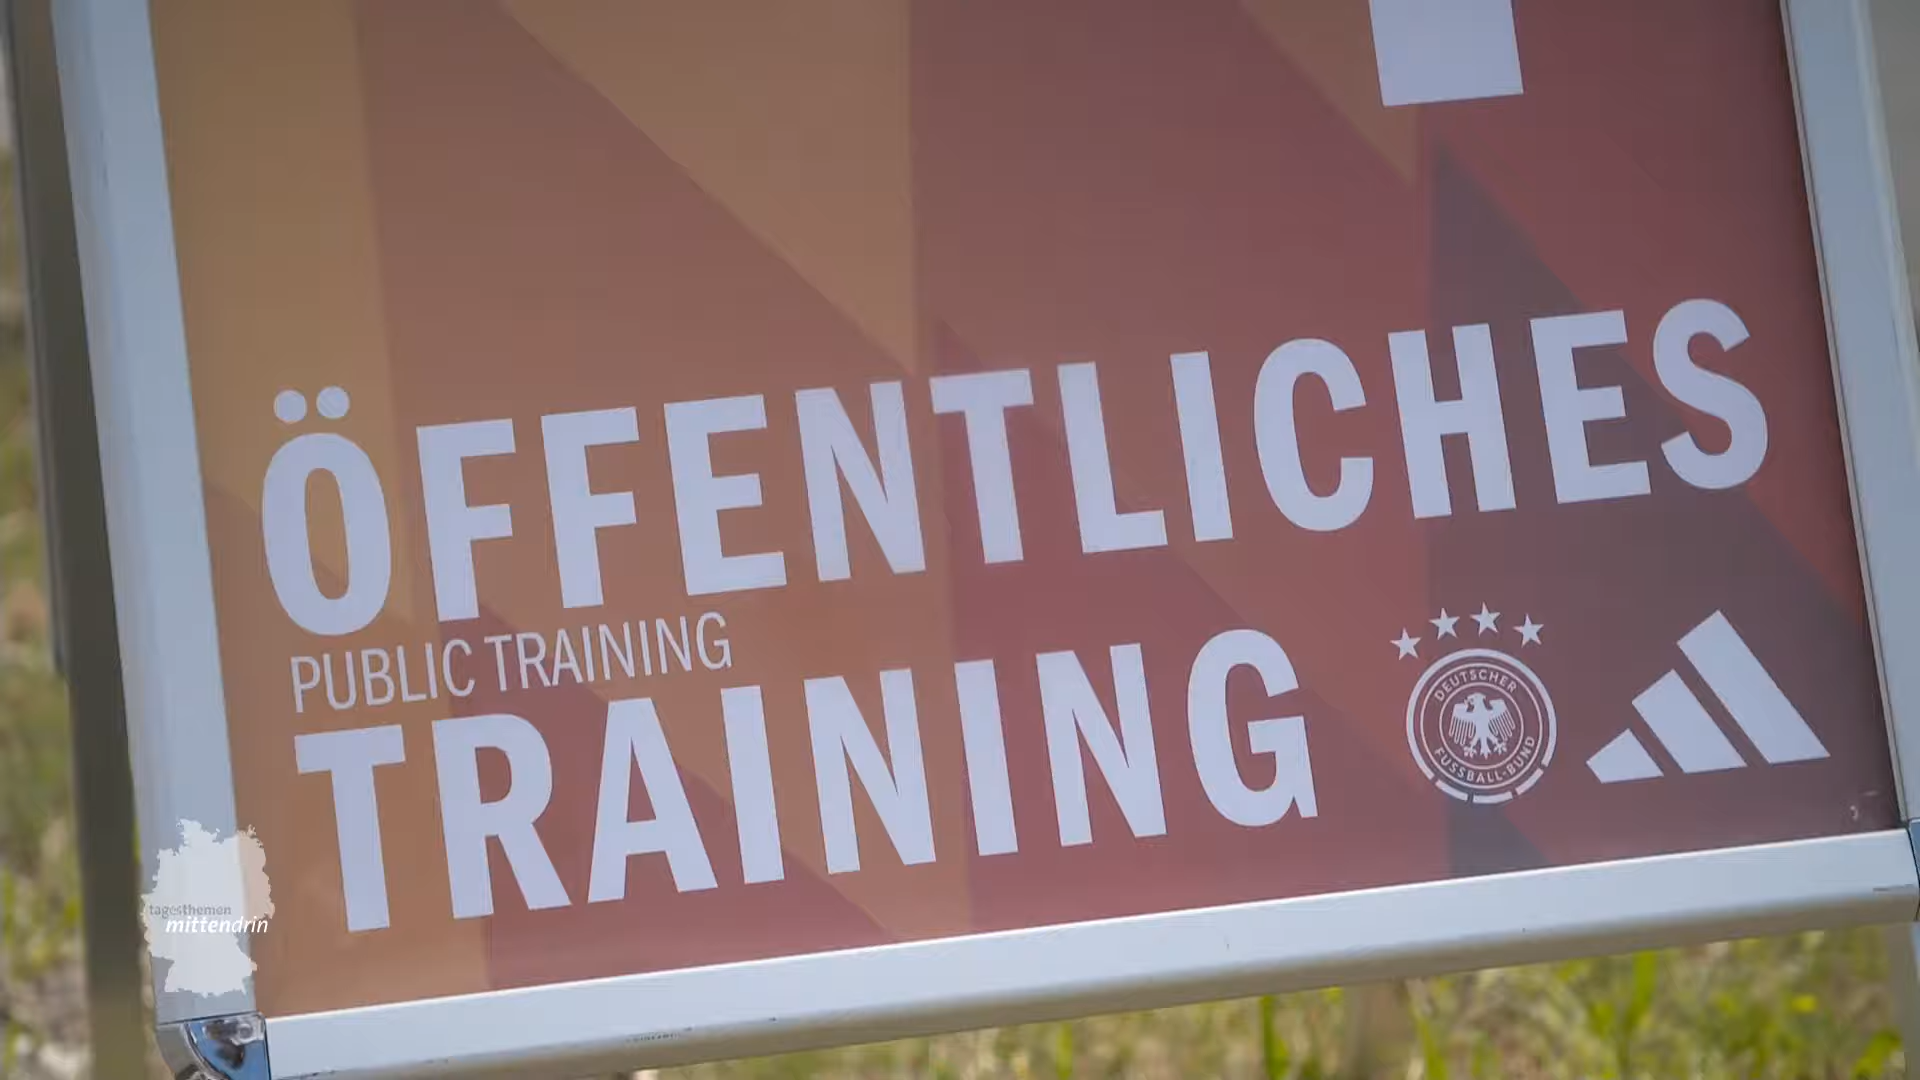 ÖFFENTLICHES
PUBLIC TRAINING
TRAINING
DEUTSCHER
FUSSBALL-BUND
tagesthemen
mittendrin